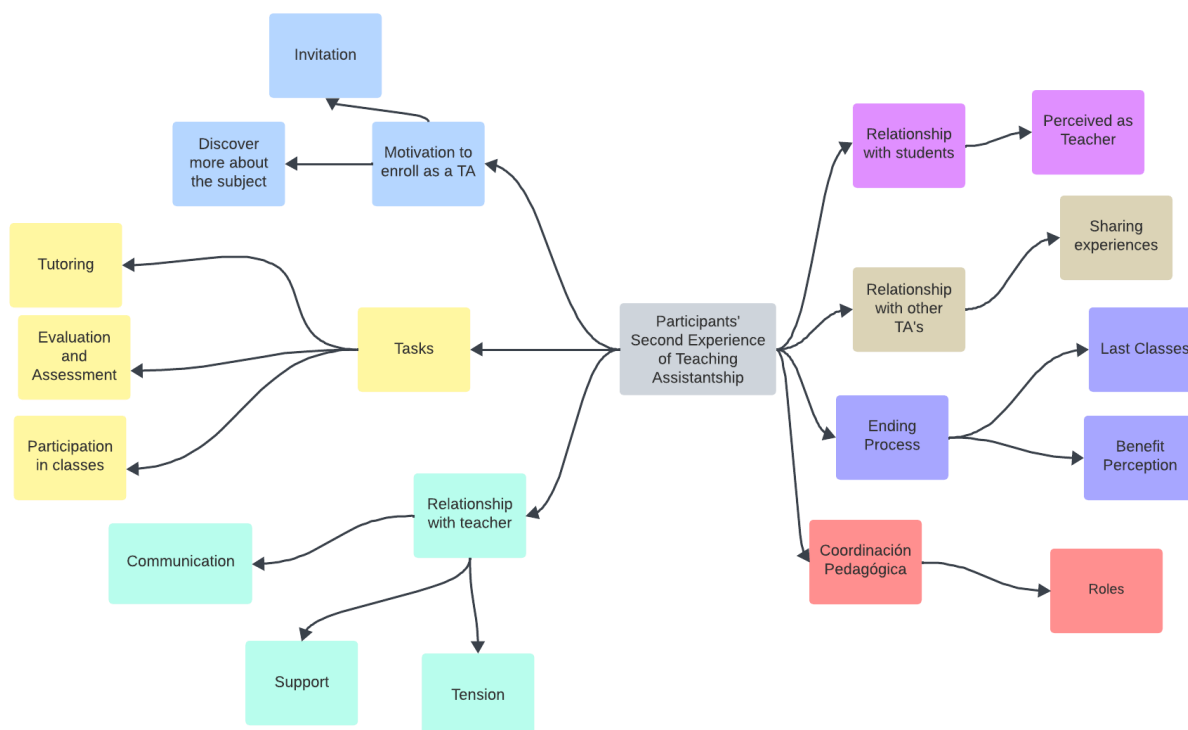 Invitation
Discover
more about
the subject
Motivation to
enroll as a TA
Tutoring
Evaluation
and
Assessment
Participation
in classes
Tasks
Relationship
with teacher
Communication
Support
Tension
Participants'
Second Experience
of Teaching
Assistantship
Relationship
with students
Perceived as
Teacher
Relationship
with other
TA's
Sharing
experiences
Ending
Process
Last Classes
Benefit
Perception
Coordinación
Pedagógica
Roles